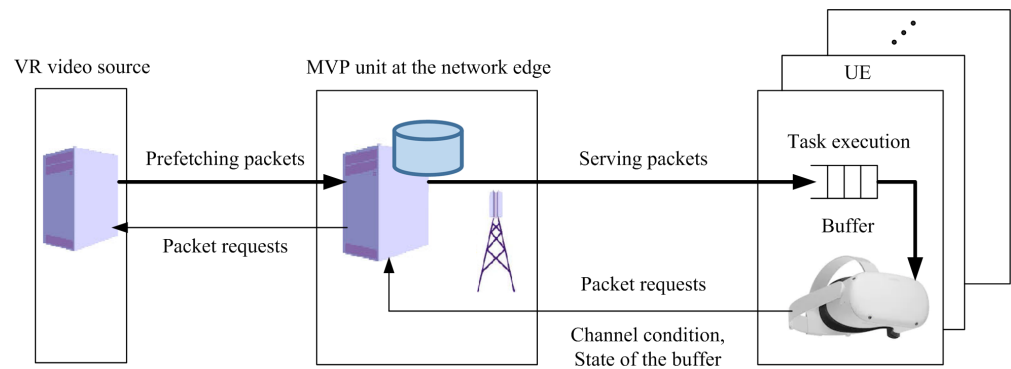 VR video source
MVP unit at the network edge
UE
Prefetching packets
Serving packets
Task execution
Packet requests
Buffer
Packet requests
Channel condition,
State of the buffer